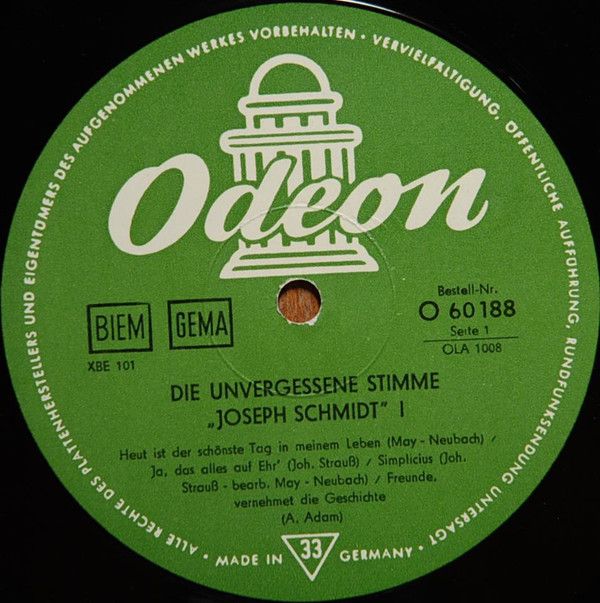 ALLE RECHTE DES PLATTENHERSTELLERS UND EIGENTÜMERS DES AUFGENOMMENEN WERKES VORBEHALTEN • VERVIELFÄLTIGUNG, ÖFFENTLICHE AUFFÜHRUNG, RUNDFUNKSENDUNG UNTERSAGT •
Odeon
BIEM GEMA
XBE 101
Bestell-Nr.
O 60188
Seite 1
OLA 1008
DIE UNVERGESSENE STIMME
„JOSEPH SCHMIDT" I
Heut ist der schönste Tag in meinem Leben (May - Neubach) /
Ja, das alles auf Ehr' (Joh. Strauß) / Simplicius (Joh.
Strauß - bearb. May - Neubach) / Freunde,
vernehmet die Geschichte
(A. Adam)
MADE IN 33 GERMANY